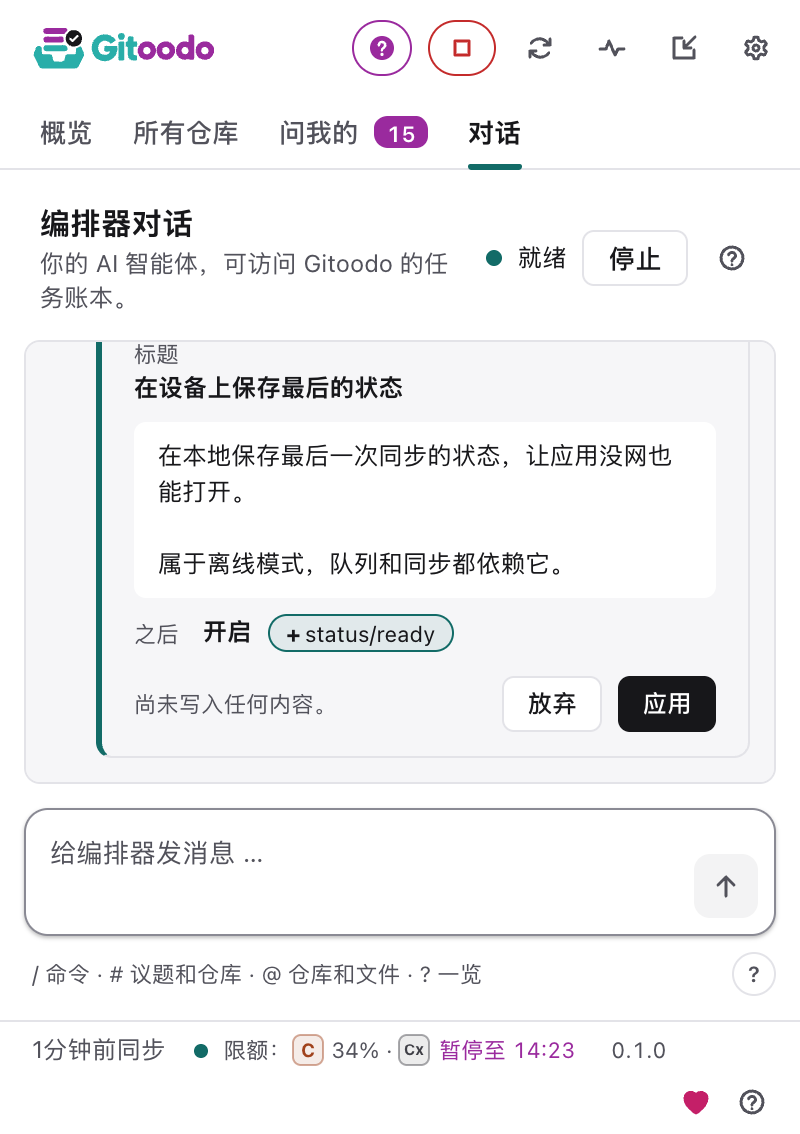 Gitoodo
概览
所有仓库
问我的 15
对话
编排器对话
你的 AI 智能体，可访问 Gitoodo 的任
务账本。
就绪
停止
标题
在设备上保存最后的状态
在本地保存最后一次同步的状态，让应用没网也
能打开。
属于离线模式，队列和同步都依赖它。
之后 开启 + status/ready
尚未写入任何内容。
放弃
应用
给编排器发消息 ...
/ 命令 · # 议题和仓库 · @ 仓库和文件 · ? 一览
?
1分钟前同步 限额： C 34% · Cx 暂停至 14:23 0.1.0